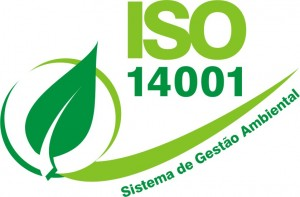 ISO
14001
Sistema de Gestão Ambiental